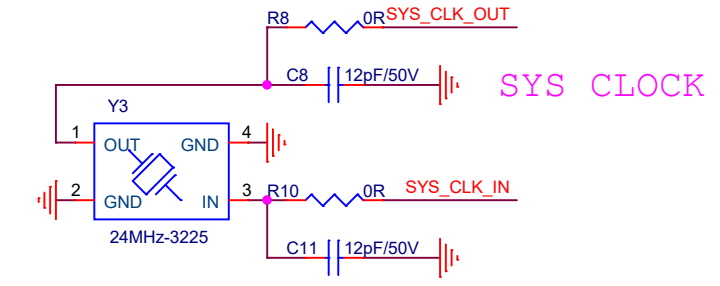 R8 0R SYS_CLK_OUT
C8 12pF/50V
SYS CLOCK
Y3
1 OUT GND 4
2 GND IN 3
24MHz-3225
R10 0R SYS_CLK_IN
C11 12pF/50V